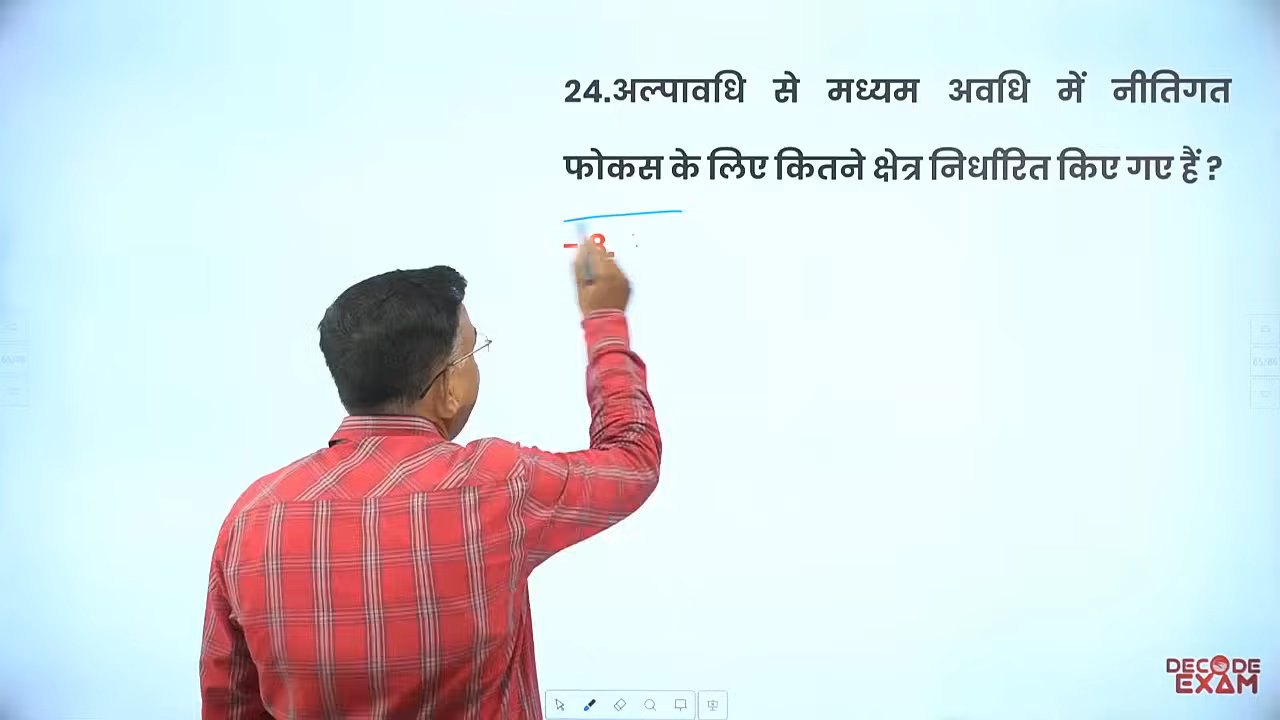 24.अल्पावधि से मध्यम अवधि में नीतिगत
फोकस के लिए कितने क्षेत्र निर्धारित किए गए हैं ?
DECODE
EXAM